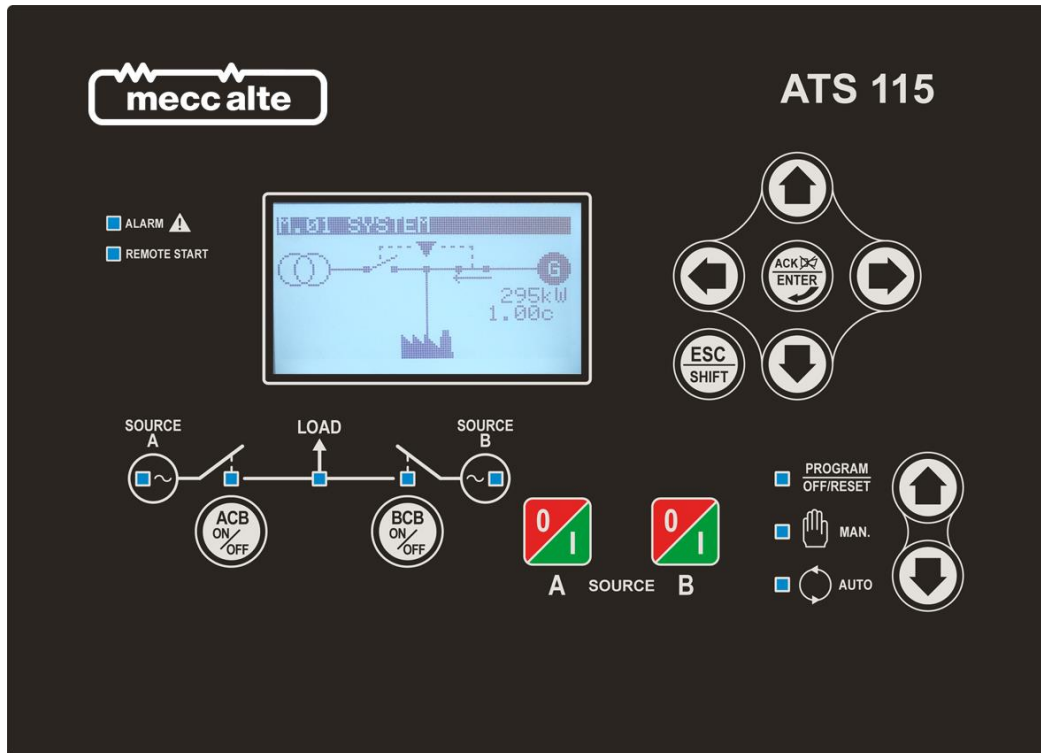 mecc alte
ATS 115
ALARM
REMOTE START
M.01 SYSTEM
G
295kW
1.00c
ACK
ENTER
ESC
SHIFT
SOURCE
A
LOAD
SOURCE
B
ACB
ON/OFF
BCB
ON/OFF
0
I
0
I
A SOURCE B
PROGRAM
OFF/RESET
MAN.
AUTO